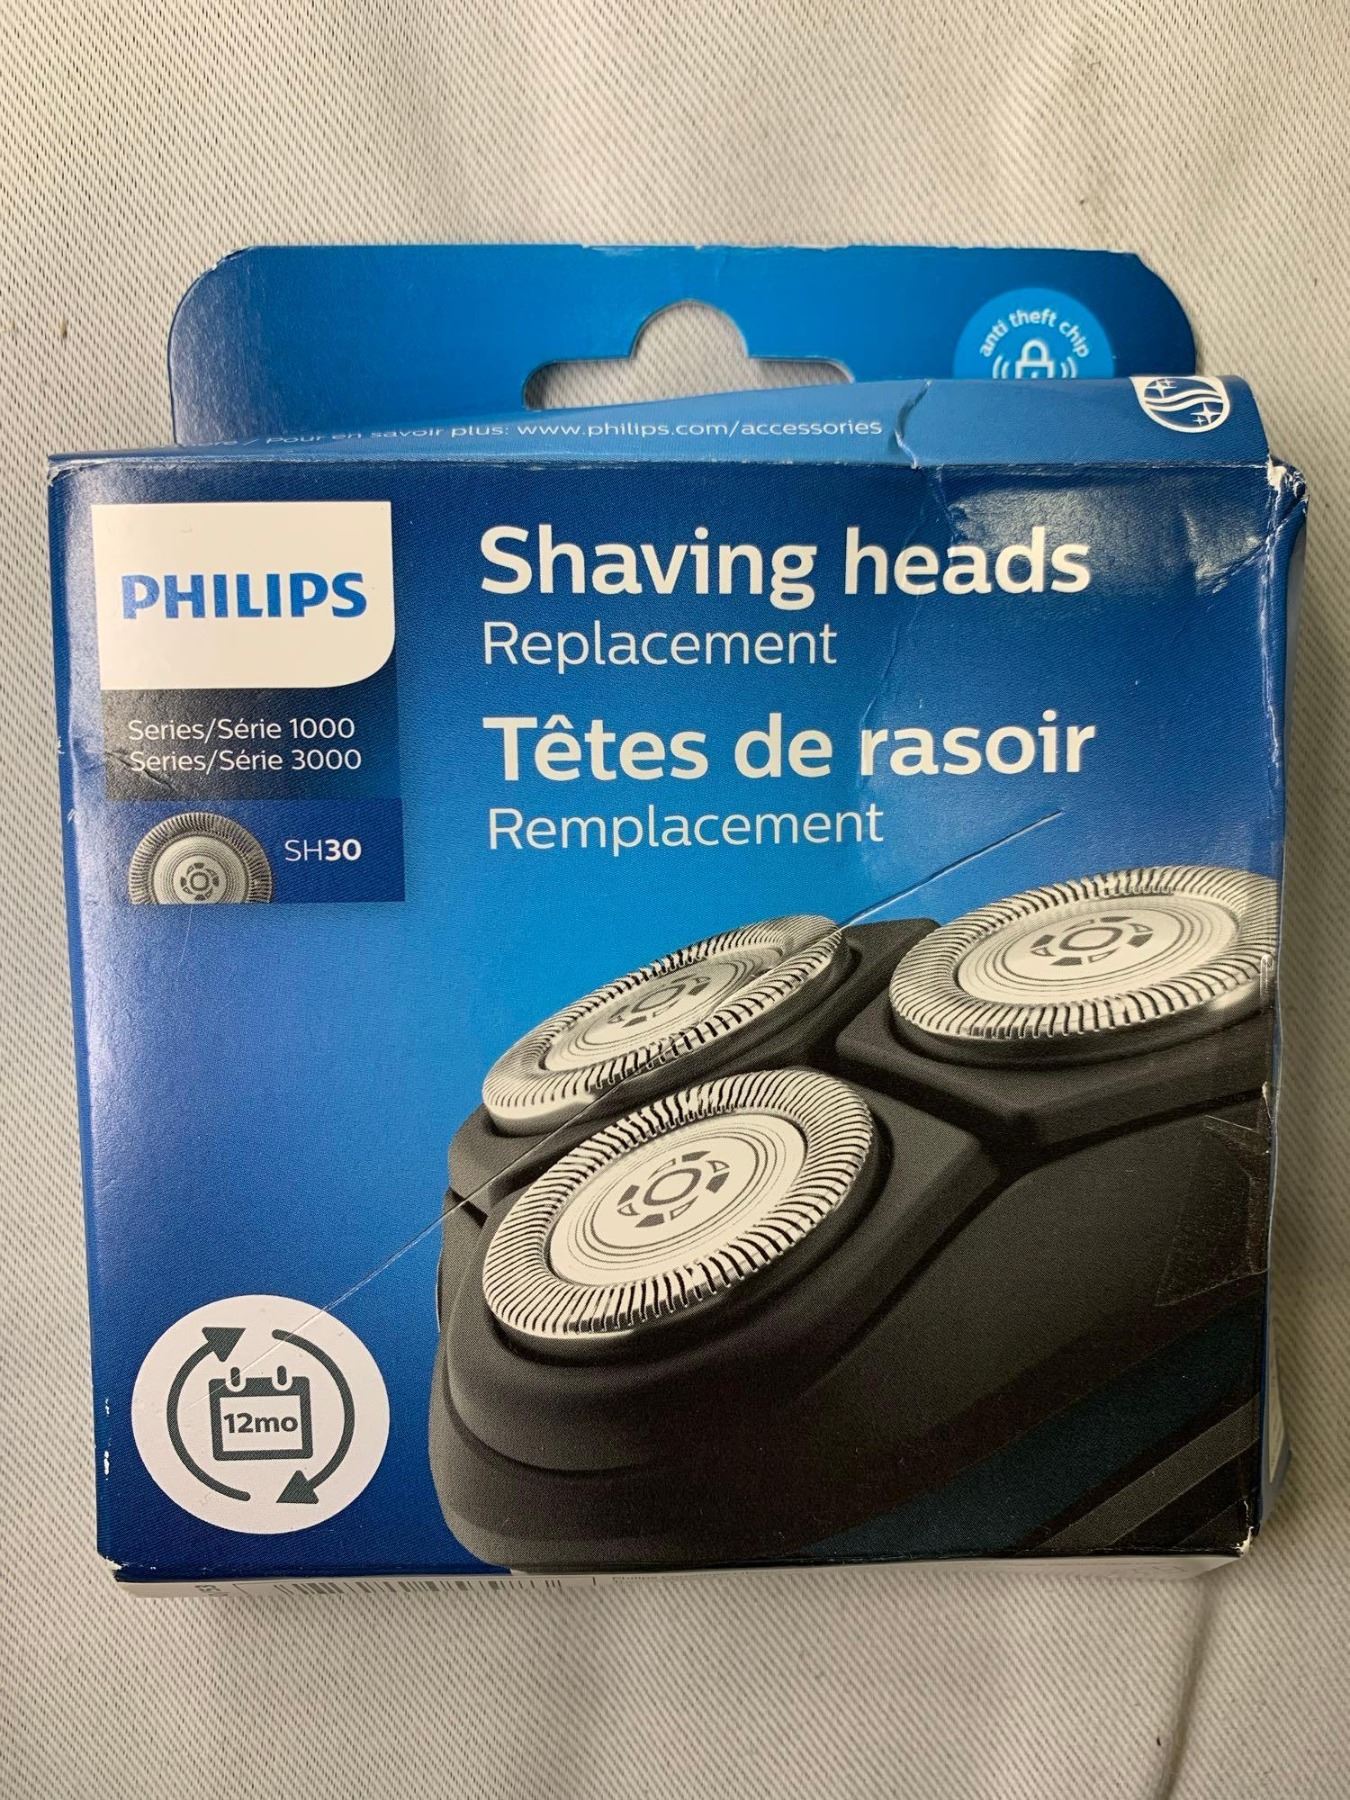 anti theft chip
Pour en savoir plus: www.philips.com/accessories
PHILIPS
Shaving heads
Replacement
Series/Série 1000
Series/Série 3000
Têtes de rasoir
Remplacement
SH30
12mo